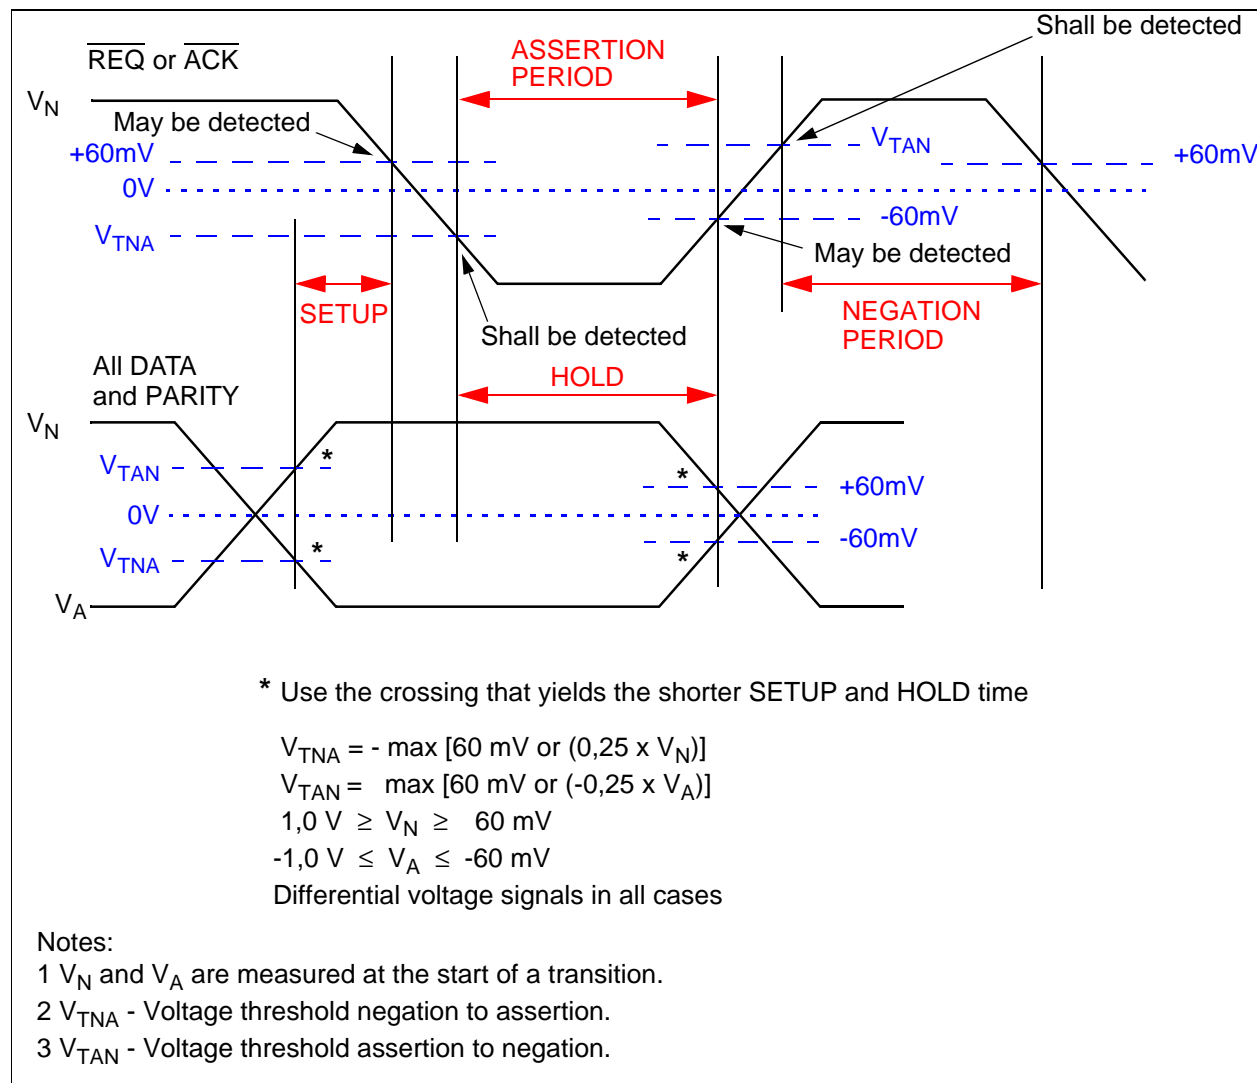 Shall be detected
REQ or ACK
ASSERTION
PERIOD
VN
May be detected
+60mV
VTAN
+60mV
0V
-60mV
VTNA
May be detected
SETUP
NEGATION
PERIOD
Shall be detected
All DATA
and PARITY
HOLD
VN
VTAN
*
*
+60mV
0V
-60mV
VTNA
*
*
VA
* Use the crossing that yields the shorter SETUP and HOLD time
VTNA = - max [60 mV or (0,25 x VN)]
VTAN = max [60 mV or (-0,25 x VA)]
1,0 V ≥ VN ≥ 60 mV
-1,0 V ≤ VA ≤ -60 mV
Differential voltage signals in all cases
Notes:
1 VN and VA are measured at the start of a transition.
2 VTNA - Voltage threshold negation to assertion.
3 VTAN - Voltage threshold assertion to negation.